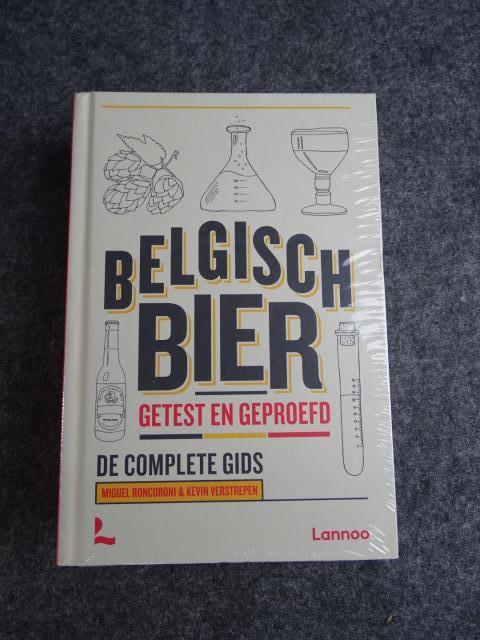 BELGISCH
BIER
GETEST EN GEPROEFD
DE COMPLETE GIDS
MIGUEL RONCORONI & KEVIN VERSTREPEN
Lannoo